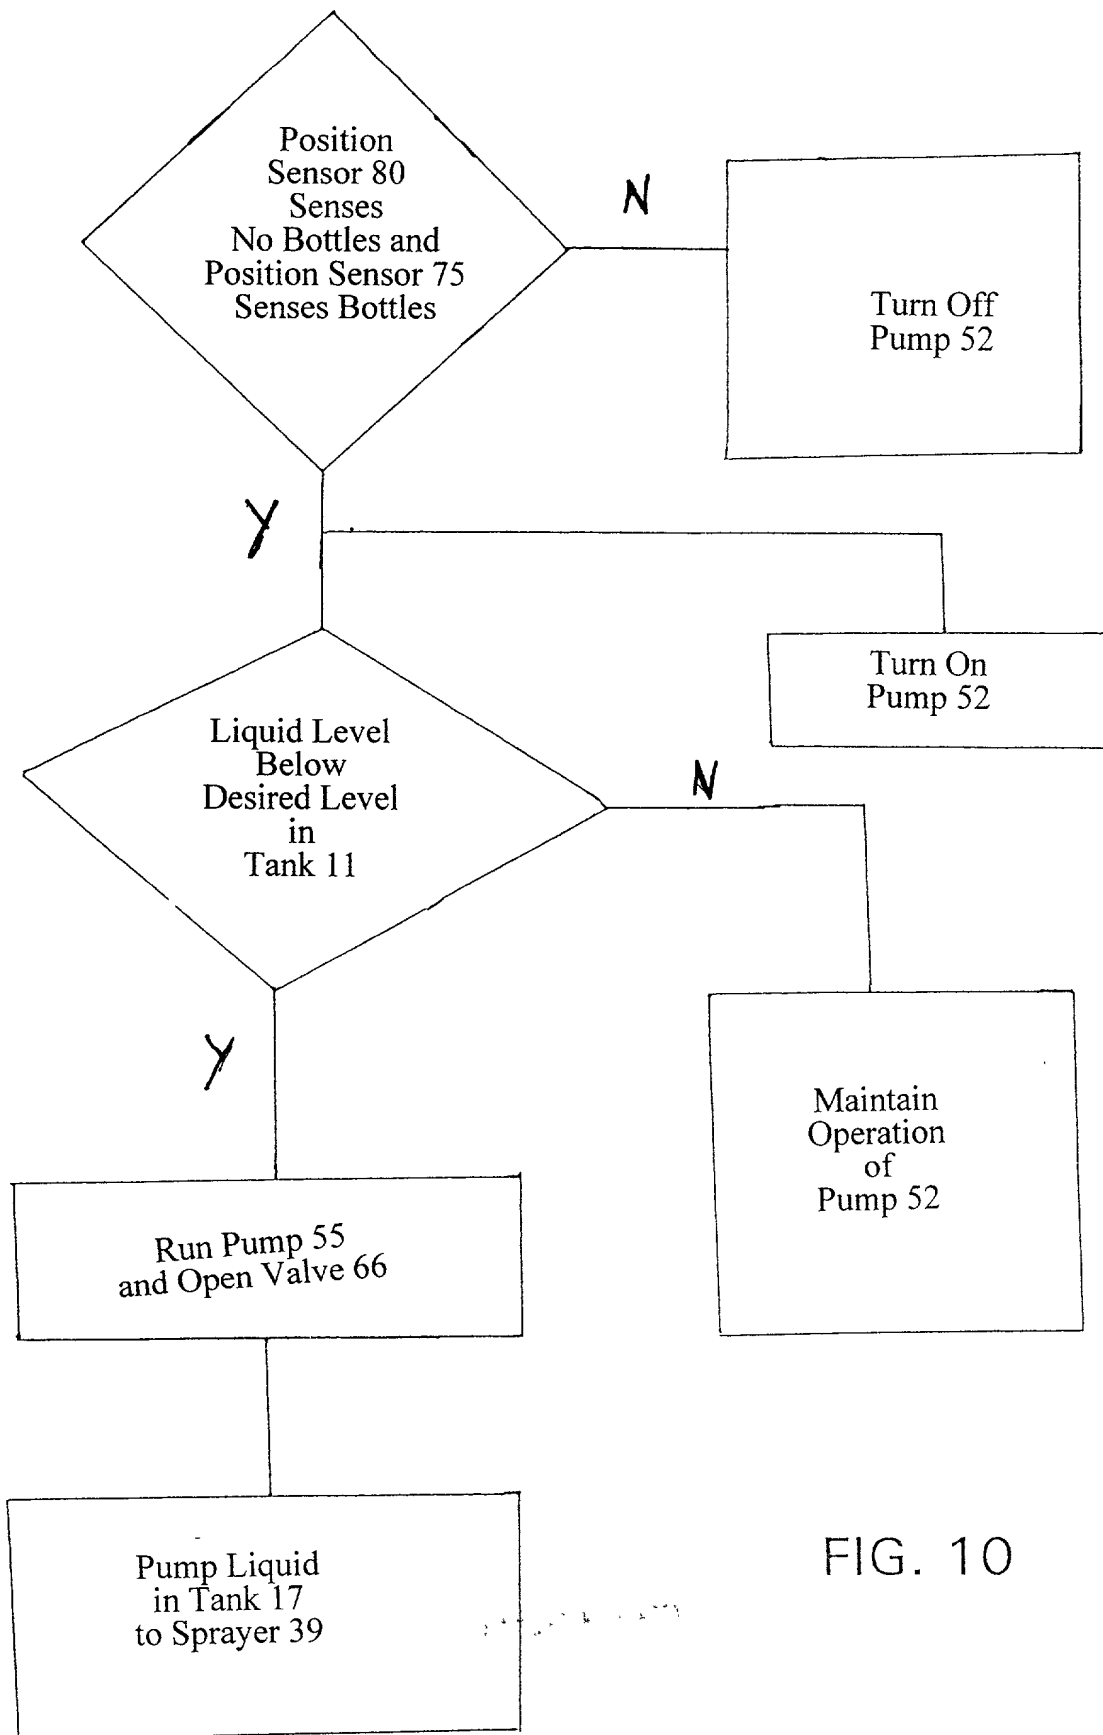 Position
Sensor 80
Senses
No Bottles and
Position Sensor 75
Senses Bottles
N
Turn Off
Pump 52
Y
Turn On
Pump 52
Liquid Level
Below
Desired Level
in
Tank 11
N
Y
Maintain
Operation
of
Pump 52
Run Pump 55
and Open Valve 66
Pump Liquid
in Tank 17
to Sprayer 39
FIG. 10